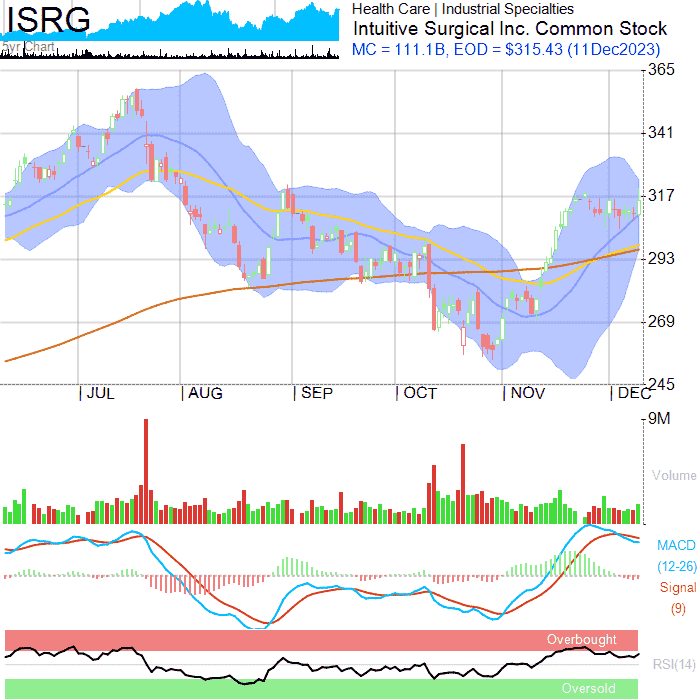 ISRG
5yr Chart
Health Care | Industrial Specialties
Intuitive Surgical Inc. Common Stock
MC = 111.1B, EOD = $315.43 (11Dec2023)
365
341
317
293
269
245
JUL
AUG
SEP
OCT
NOV
DEC
9M
Volume
MACD
(12-26)
Signal
(9)
Overbought
RSI(14)
Oversold